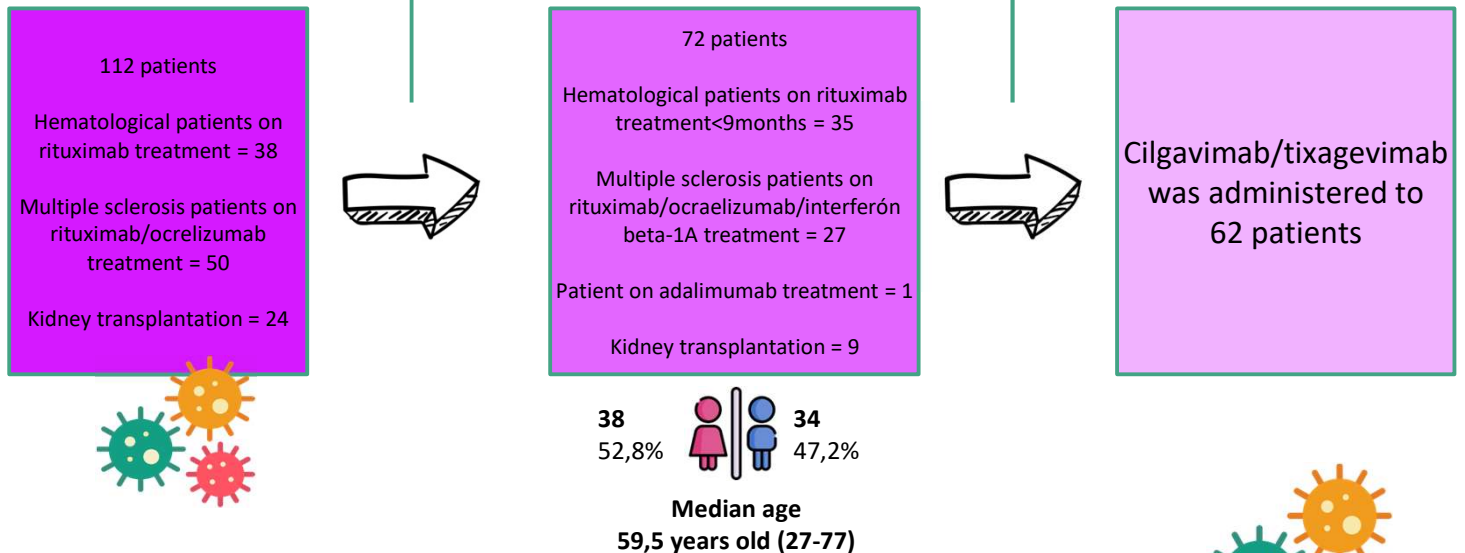 112 patients
Hematological patients on
rituximab treatment = 38
Multiple sclerosis patients on
rituximab/ocrelizumab
treatment = 50
Kidney transplantation = 24
72 patients
Hematological patients on rituximab
treatment<9months = 35
Multiple sclerosis patients on
rituximab/ocraelizumab/interferón
beta-1A treatment = 27
Patient on adalimumab treatment = 1
Kidney transplantation = 9
Cilgavimab/tixagevimab
was administered to
62 patients
38
52,8%
34
47,2%
Median age
59,5 years old (27-77)